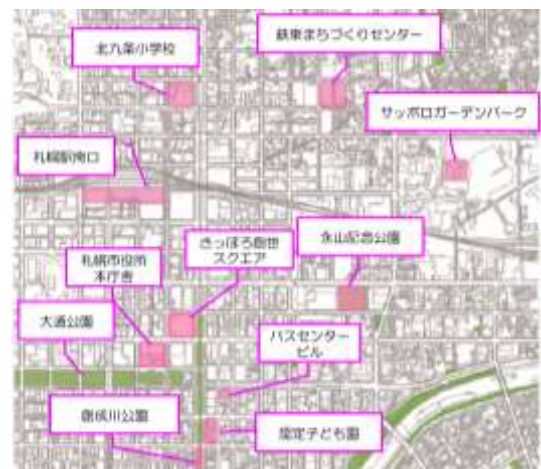 北九条小学校
鉄東まちづくりセンター
サッポロガーデンパーク
札幌駅南口
さっぽろ創世
スクエア
永山記念公園
札幌市役所
本庁舎
大通公園
バスセンター
ビル
創成川公園
認定子ども園